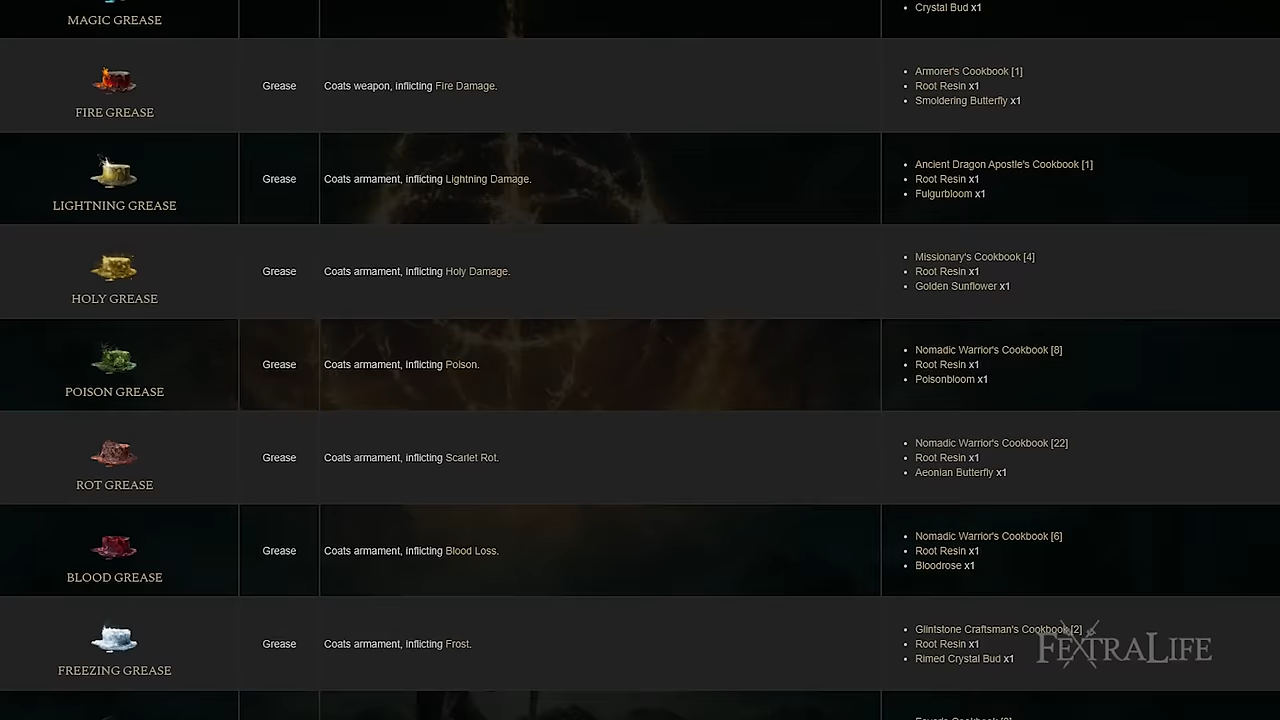 MAGIC GREASE
Crystal Bud x1
FIRE GREASE
Grease
Coats weapon, inflicting Fire Damage.
Armorer's Cookbook [1]
Root Resin x1
Smoldering Butterfly x1
LIGHTNING GREASE
Grease
Coats armament, inflicting Lightning Damage.
Ancient Dragon Apostle's Cookbook [1]
Root Resin x1
Fulgurbloom x1
HOLY GREASE
Grease
Coats armament, inflicting Holy Damage.
Missionary's Cookbook [4]
Root Resin x1
Golden Sunflower x1
POISON GREASE
Grease
Coats armament, inflicting Poison.
Nomadic Warrior's Cookbook [8]
Root Resin x1
Poisonbloom x1
ROT GREASE
Grease
Coats armament, inflicting Scarlet Rot.
Nomadic Warrior's Cookbook [22]
Root Resin x1
Aeonian Butterfly x1
BLOOD GREASE
Grease
Coats armament, inflicting Blood Loss.
Nomadic Warrior's Cookbook [6]
Root Resin x1
Bloodrose x1
FREEZING GREASE
Grease
Coats armament, inflicting Frost.
Glintstone Craftsman's Cookbook [2]
Root Resin x1
Rimed Crystal Bud x1
FEXTRALIFE